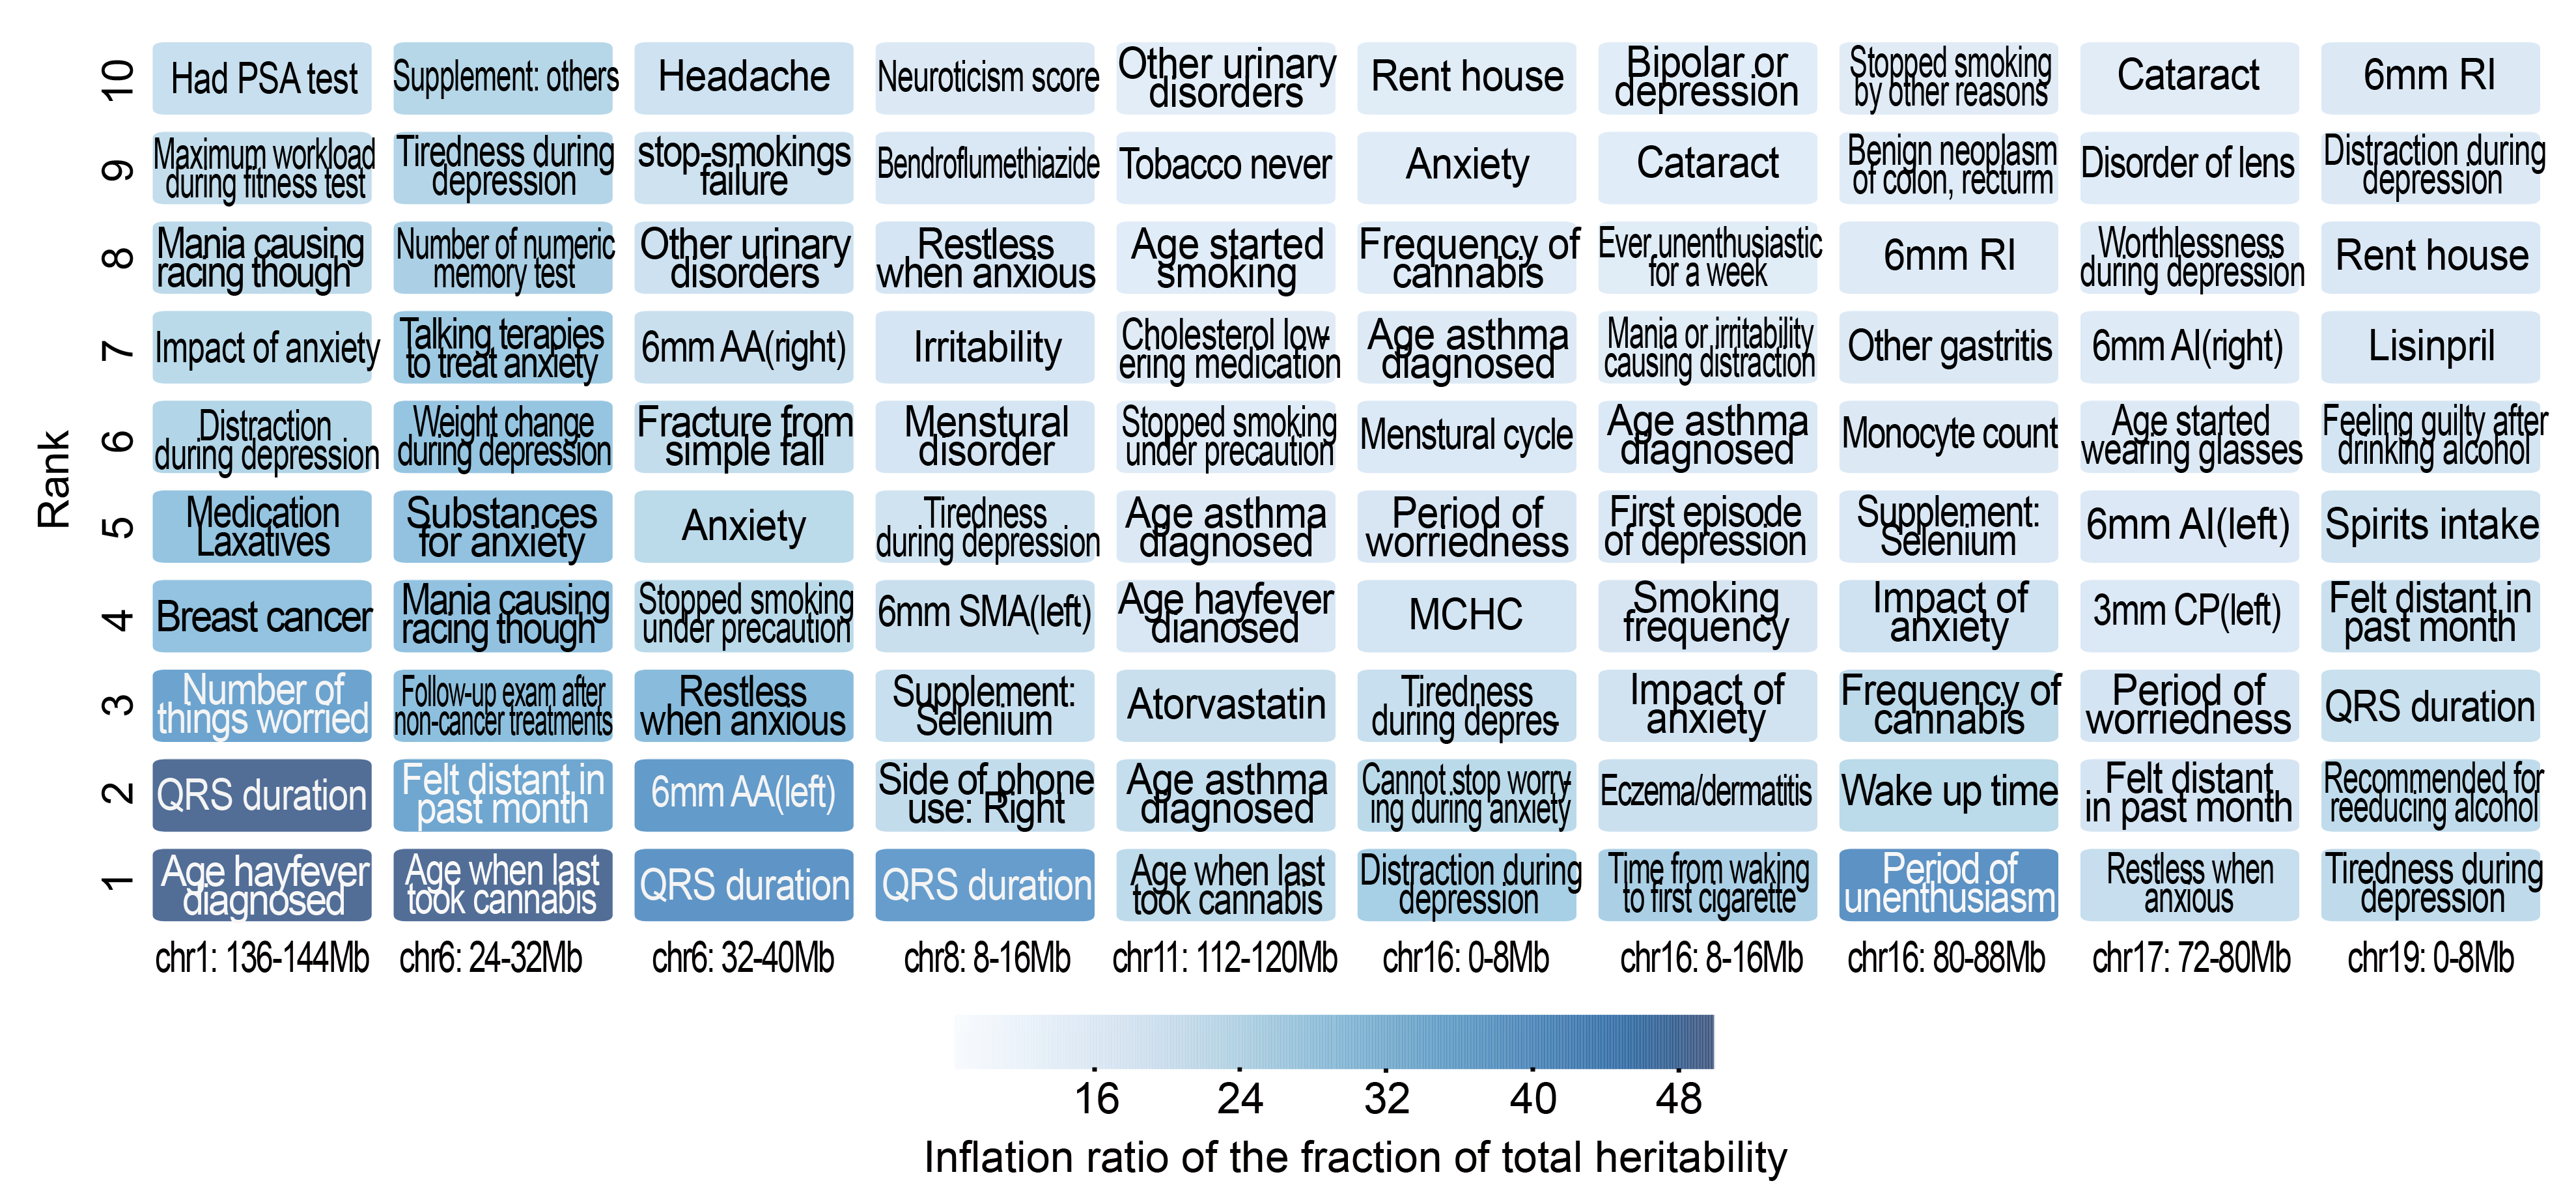 Rank
10
Had PSA test
Supplement: others
Headache
Neuroticism score
Other urinary
disorders
Rent house
Bipolar or
depression
Stopped smoking
by other reasons
Cataract
6mm RI
9
Maximum workload
during fitness test
Tiredness during
depression
stop-smokings
failure
Bendroflumethiazide
Tobacco never
Anxiety
Cataract
Benign neoplasm
of colon, recturm
Disorder of lens
Distraction during
depression
8
Mania causing
racing though
Number of numeric
memory test
Other urinary
disorders
Restless
when anxious
Age started
smoking
Frequency of
cannabis
Ever unenthusiastic
for a week
6mm RI
Worthlessness
during depression
Rent house
7
Impact of anxiety
Talking terapies
to treat anxiety
6mm AA(right)
Irritability
Cholesterol low-
ering medication
Age asthma
diagnosed
Mania or irritability
causing distraction
Other gastritis
6mm AI(right)
Lisinpril
6
Distraction
during depression
Weight change
during depression
Fracture from
simple fall
Menstural
disorder
Stopped smoking
under precaution
Menstural cycle
Age asthma
diagnosed
Monocyte count
Age started
wearing glasses
Feeling guilty after
drinking alcohol
5
Medication
Laxatives
Substances
for anxiety
Anxiety
Tiredness
during depression
Age asthma
diagnosed
Period of
worriedness
First episode
of depression
Supplement:
Selenium
6mm AI(left)
Spirits intake
4
Breast cancer
Mania causing
racing though
Stopped smoking
under precaution
6mm SMA(left)
Age hayfever
dianosed
MCHC
Smoking
frequency
Impact of
anxiety
3mm CP(left)
Felt distant in
past month
3
Number of
things worried
Follow-up exam after
non-cancer treatments
Restless
when anxious
Supplement:
Selenium
Atorvastatin
Tiredness
during depres-
Impact of
anxiety
Frequency of
cannabis
Period of
worriedness
QRS duration
2
QRS duration
Felt distant in
past month
6mm AA(left)
Side of phone
use: Right
Age asthma
diagnosed
Cannot stop worry-
ing during anxiety
Eczema/dermatitis
Wake up time
Felt distant
in past month
Recommended for
reeducing alcohol
1
Age hayfever
diagnosed
Age when last
took cannabis
QRS duration
QRS duration
Age when last
took cannabis
Distraction during
depression
Time from waking
to first cigarette
Period of
unenthusiasm
Restless when
anxious
Tiredness during
depression
chr1: 136-144Mb
chr6: 24-32Mb
chr6: 32-40Mb
chr8: 8-16Mb
chr11: 112-120Mb
chr16: 0-8Mb
chr16: 8-16Mb
chr16: 80-88Mb
chr17: 72-80Mb
chr19: 0-8Mb
16 24 32 40 48
Inflation ratio of the fraction of total heritability